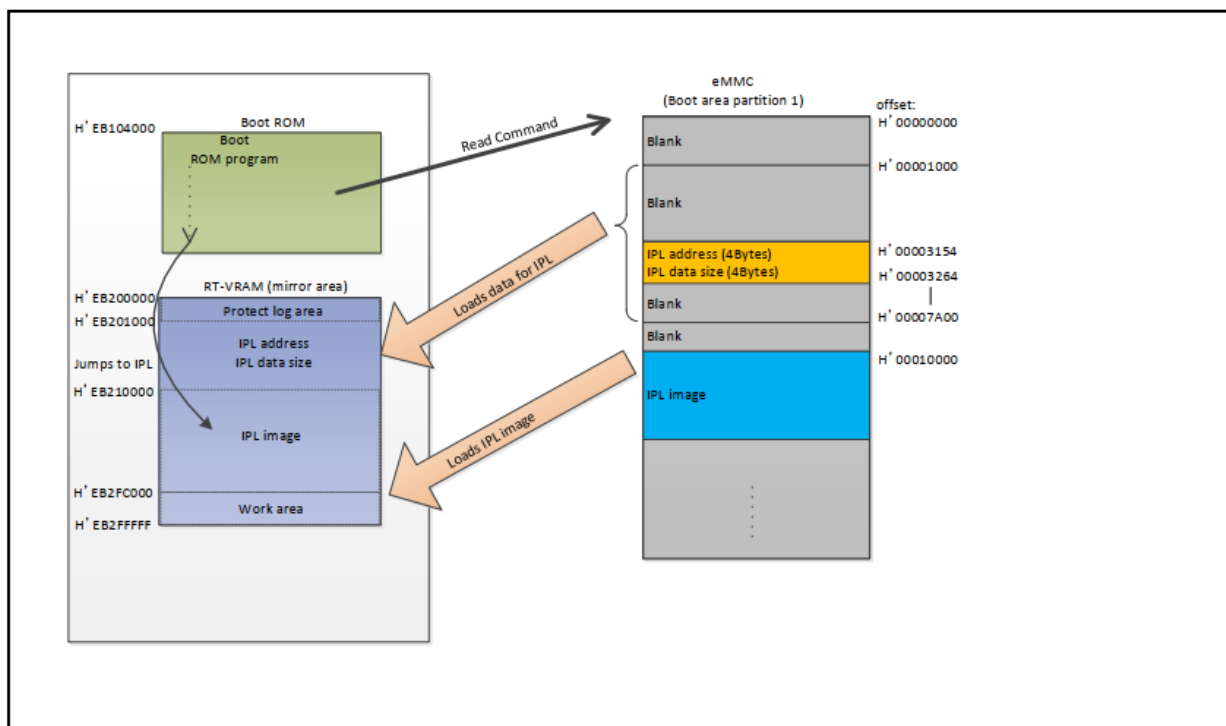 H'EB104000
Boot ROM
Boot
ROM program
RT-VRAM (mirror area)
H'EB200000
Protect log area
H'EB201000
IPL address
IPL data size
Jumps to IPL
H'EB210000
IPL image
H'EB2FC000
Work area
H'EB2FFFFF
Read Command
Loads data for IPL
Loads IPL image
eMMC
(Boot area partition 1)
offset:
H'00000000
Blank
H'00001000
Blank
IPL address (4Bytes)
H'00003154
IPL data size (4Bytes)
H'00003264
Blank
H'00007A00
Blank
H'00010000
IPL image